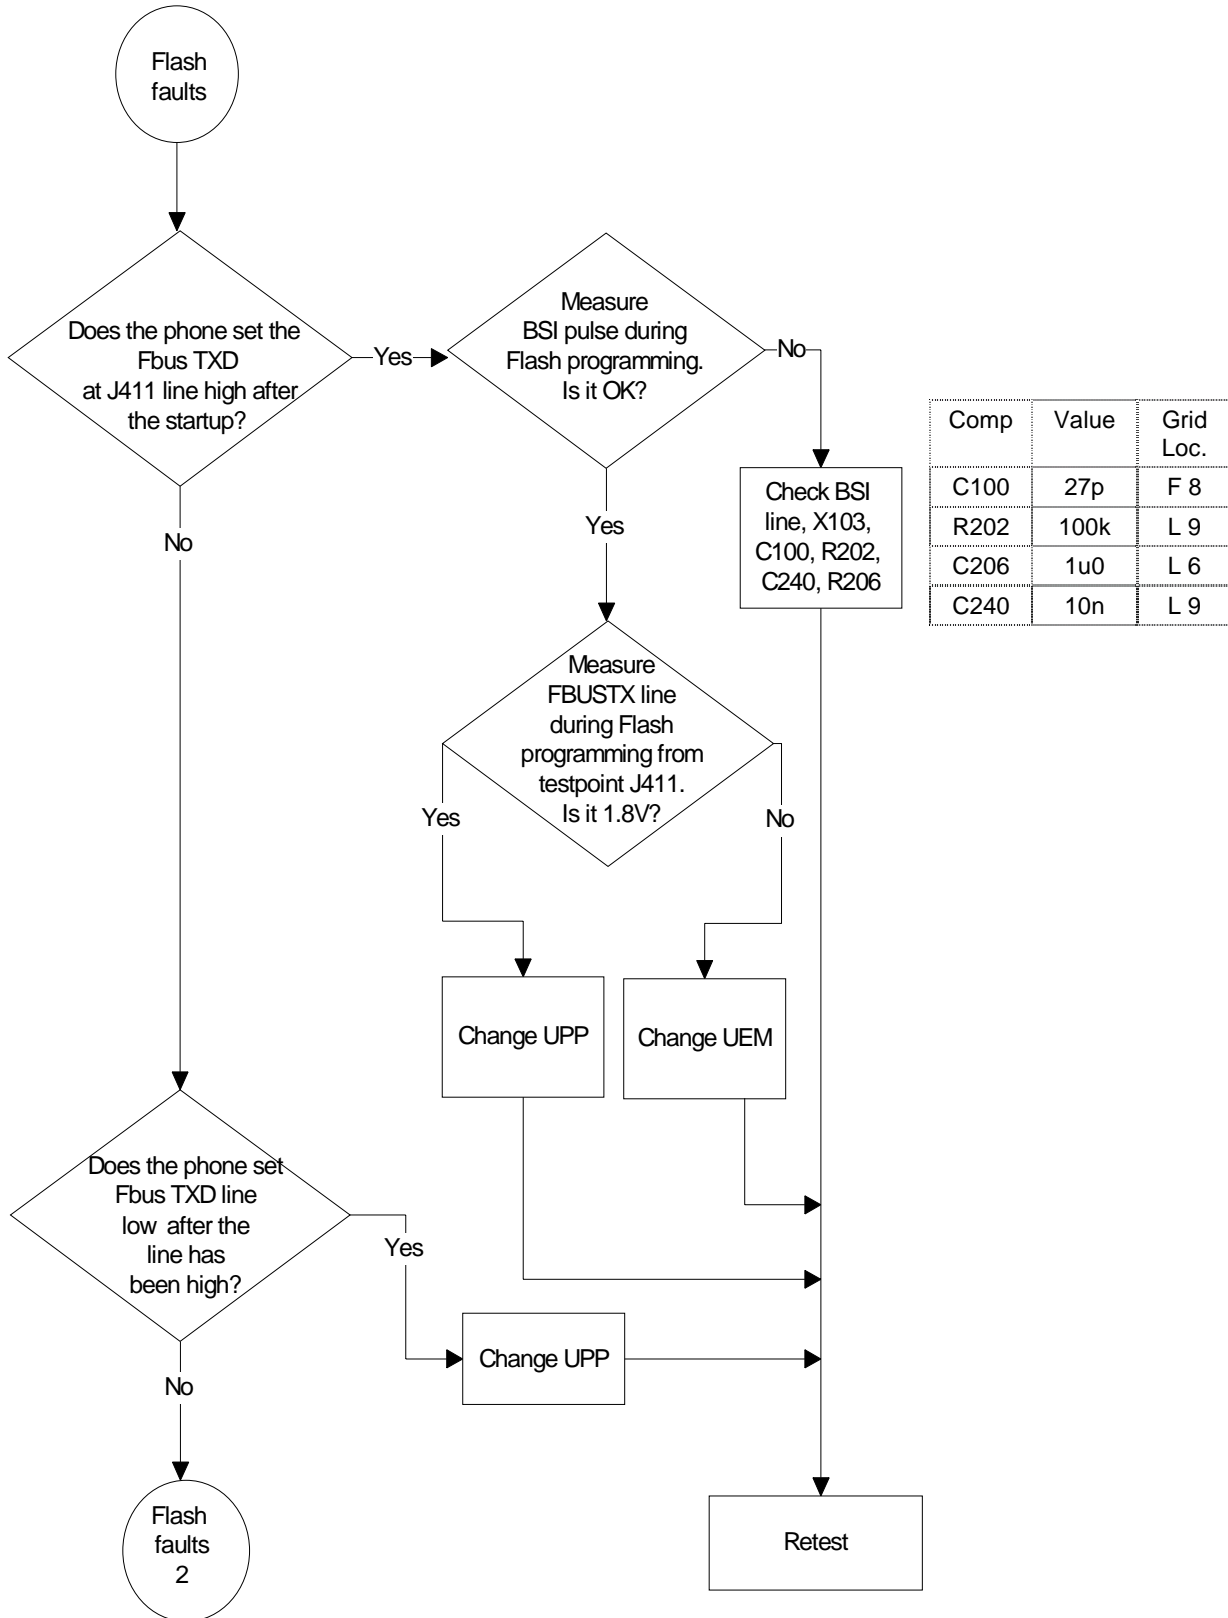 Flash
faults
Does the phone set the
Fbus TXD
at J411 line high after
the startup?
Yes
Measure
BSI pulse during
Flash programming.
Is it OK?
No
Comp Value Grid
Loc.
C100 27p F 8
R202 100k L 9
C206 1u0 L 6
C240 10n L 9
Check BSI
line, X103,
C100, R202,
C240, R206
No
Yes
Measure
FBUSTX line
during Flash
programming from
testpoint J411.
Is it 1.8V?
Yes
No
Change UPP
Change UEM
Does the phone set
Fbus TXD line
low after the
line has
been high?
Yes
Change UPP
No
Flash
faults
2
Retest